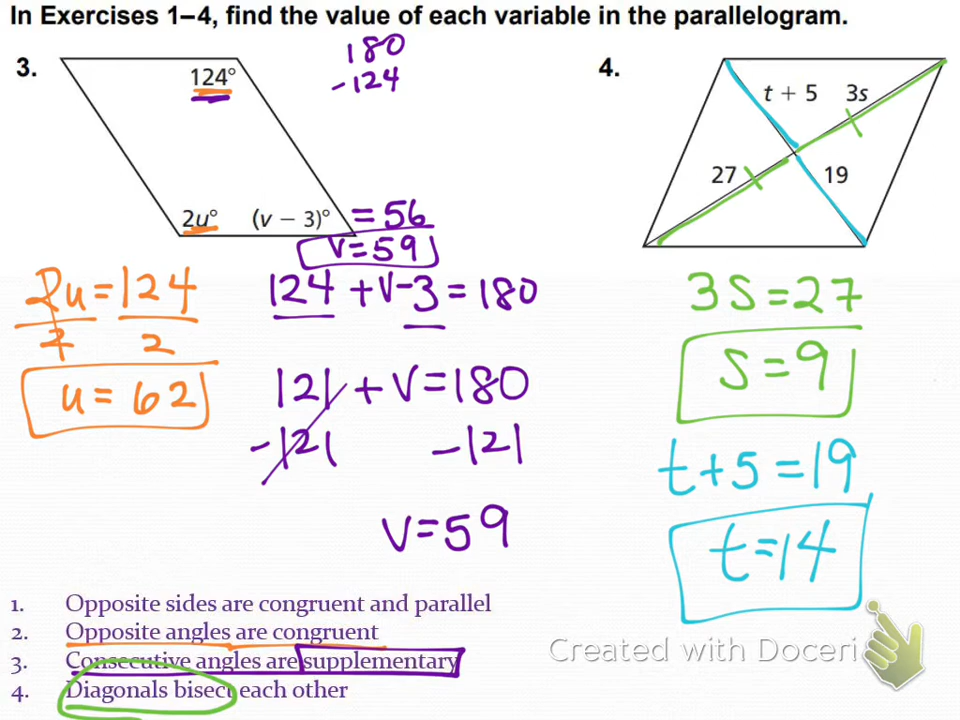 In Exercises 1–4, find the value of each variable in the parallelogram.
3.
124°
180
-124
2u°
(v – 3)°
= 56
v=59
2u=124
2 2
u= 62
124 +v-3=180
121 + v=180
-121 -121
v=59
4.
t + 5
3s
27
19
3s=27
s=9
t+5=19
t=14
1. Opposite sides are congruent and parallel
2. Opposite angles are congruent
3. Consecutive angles are supplementary
4. Diagonals bisect each other
Created with Doceri